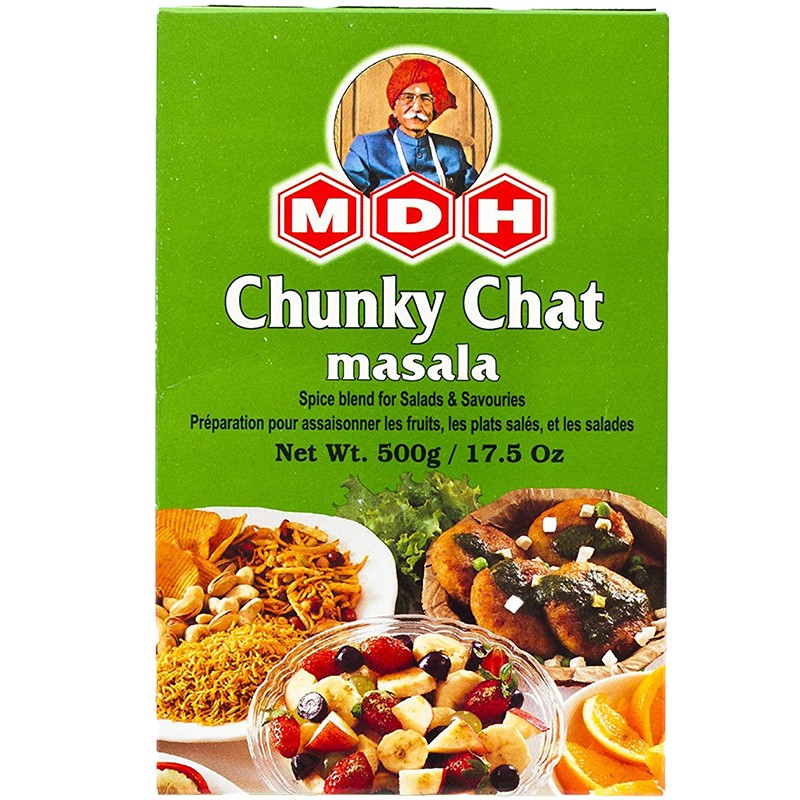 MDH
Chunky Chat
masala
Spice blend for Salads & Savouries
Préparation pour assaisonner les fruits, les plats salés, et les salades
Net Wt. 500g / 17.5 Oz